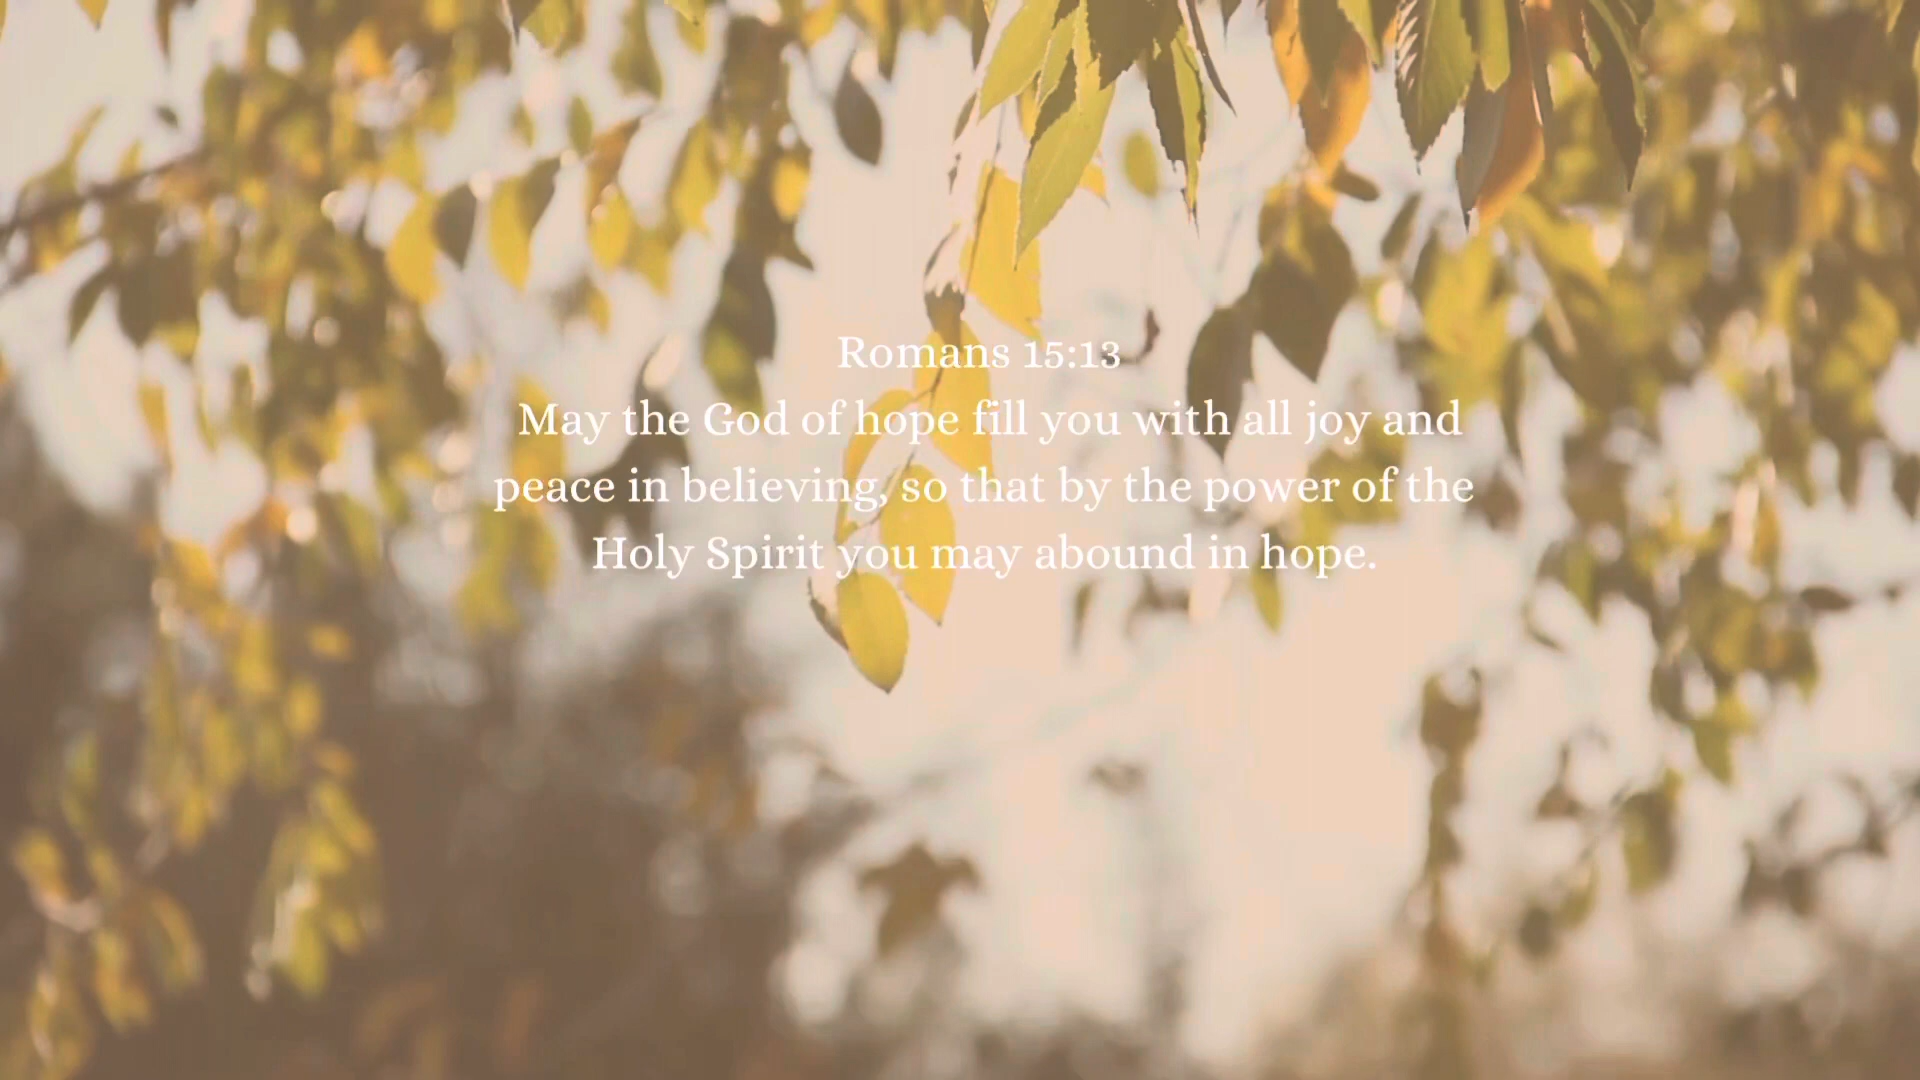 Romans 15:13
May the God of hope fill you with all joy and
peace in believing, so that by the power of the
Holy Spirit you may abound in hope.